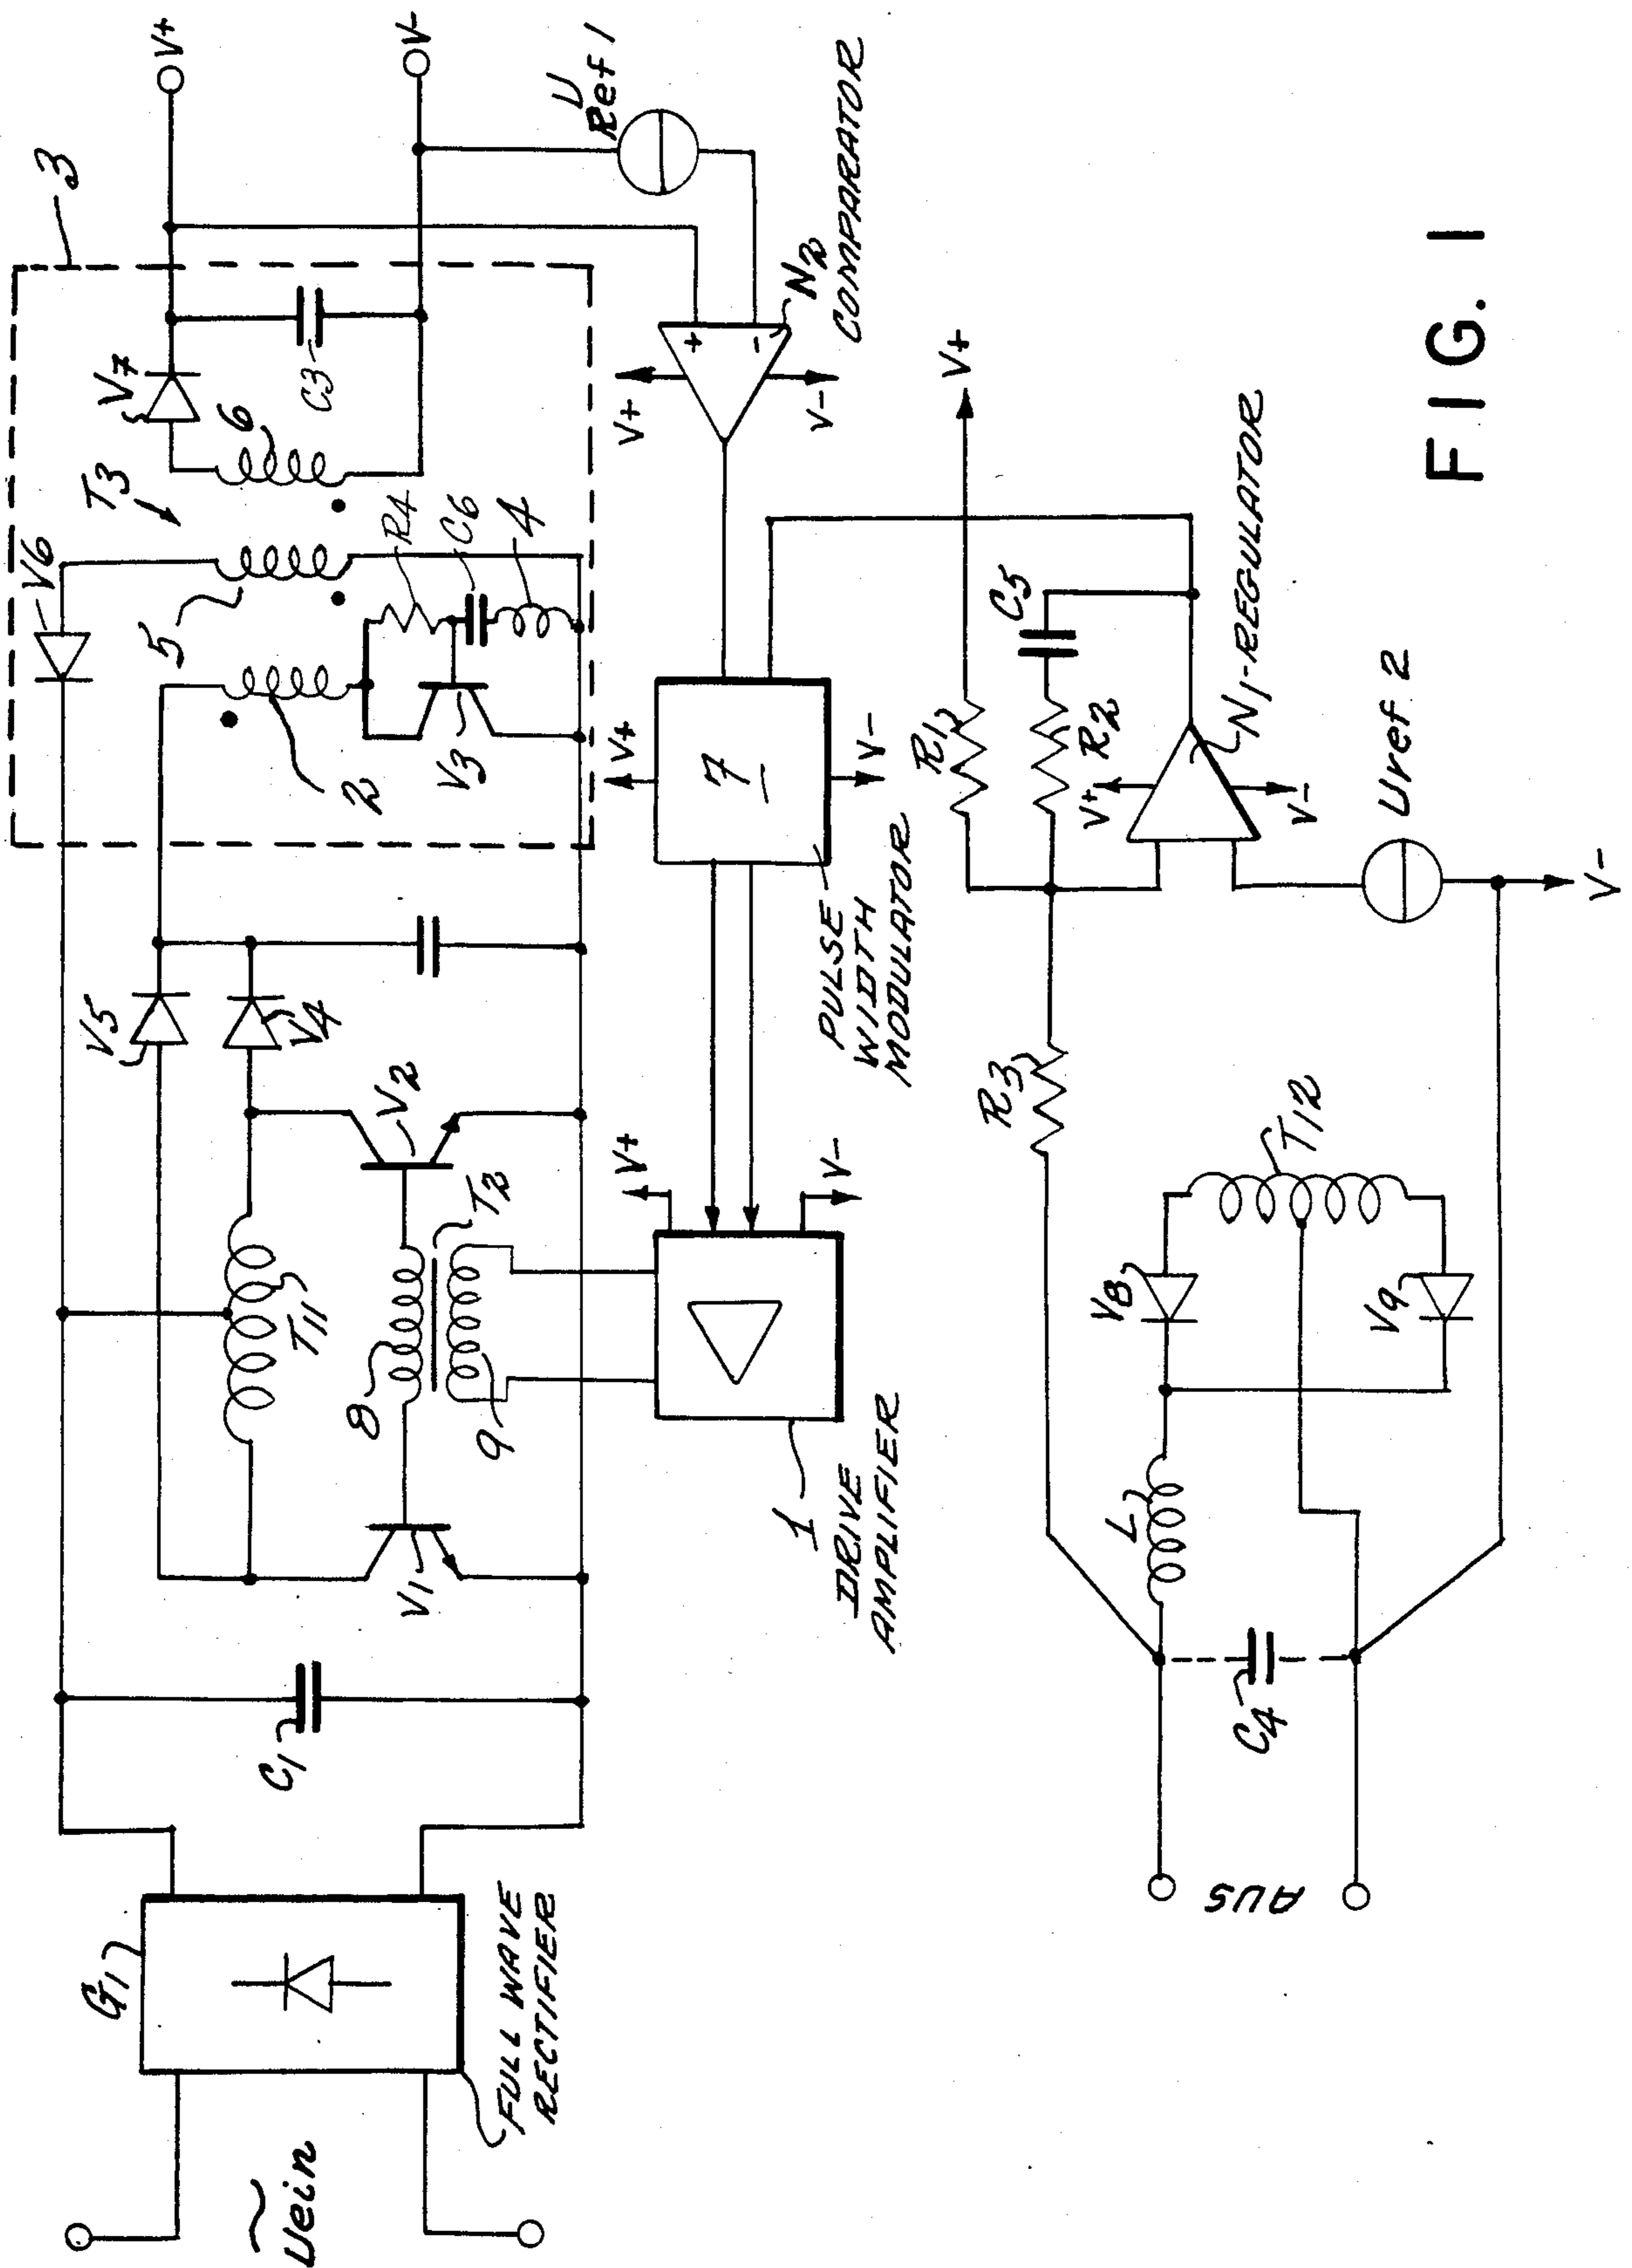 ~
Uein
G1
FULL WAVE
RECTIFIER
C1
V1
V2
T11
8
9
T2
V5
V4
V6
5
2
V3
T3
R4
C6
4
V7
6
C3
3
V+
V-
U
Ref 1
+
-
N2
COMPARATOR
V+
V-
7
V+
V-
PULSE
WIDTH
MODULATOR
V+
V-
1
DRIVE
AMPLIFIER
V+
R1
R2
C5
V+
V-
N1-REGULATOR
Uref 2
V-
R3
T12
V8
V9
L
C4
AUS
FIG. 1